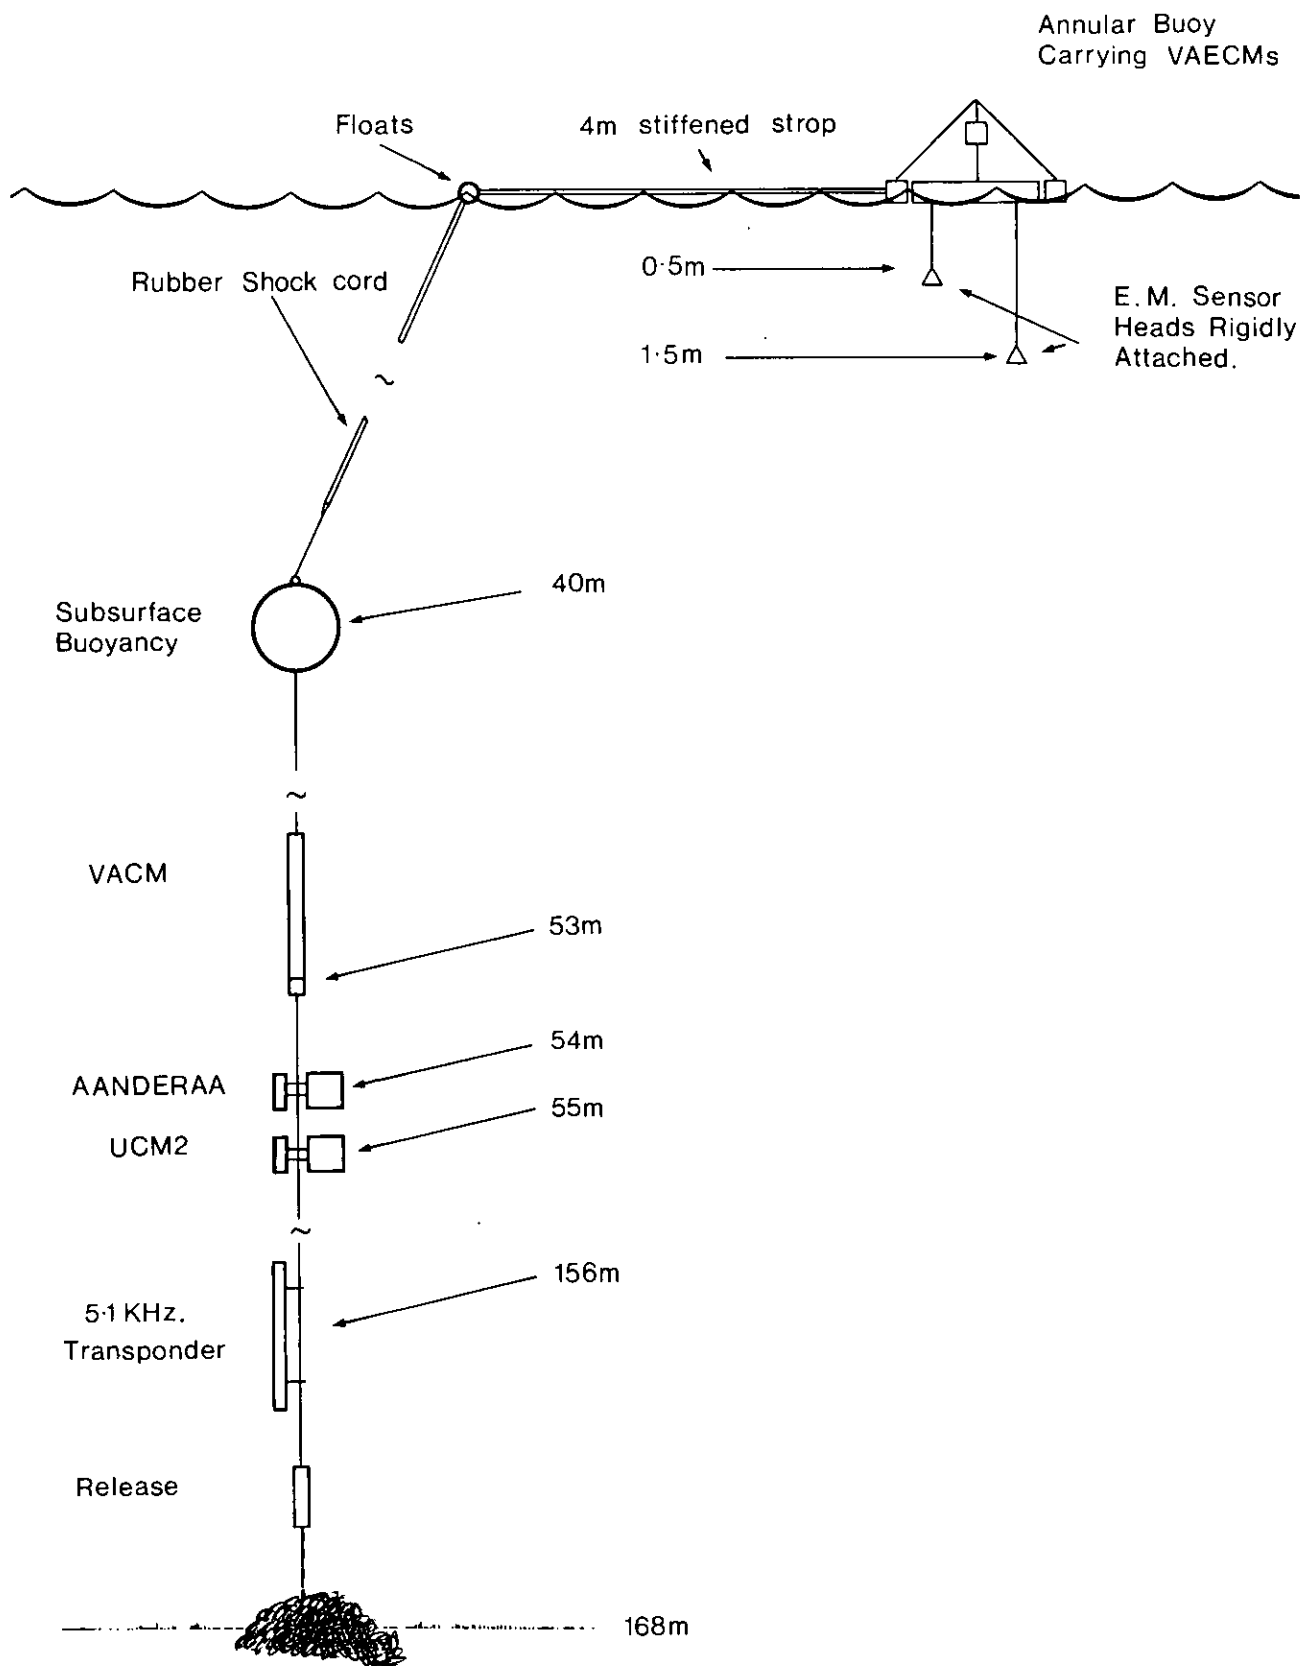 Annular Buoy
Carrying VAECMs
Floats
4m stiffened strop
Rubber Shock cord
0·5m
E.M. Sensor
Heads Rigidly
Attached.
1·5m
~
40m
Subsurface
Buoyancy
~
VACM
53m
54m
AANDERAA
55m
UCM2
~
156m
5·1 KHz.
Transponder
Release
168m